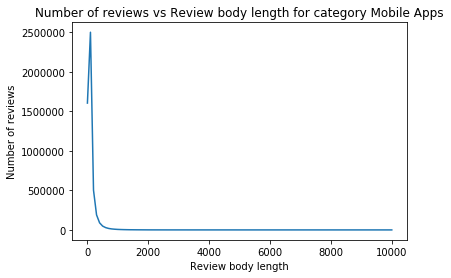 Number of reviews vs Review body length for category Mobile Apps
2500000
2000000
1500000
1000000
500000
0
Number of reviews
0 2000 4000 6000 8000 10000
Review body length